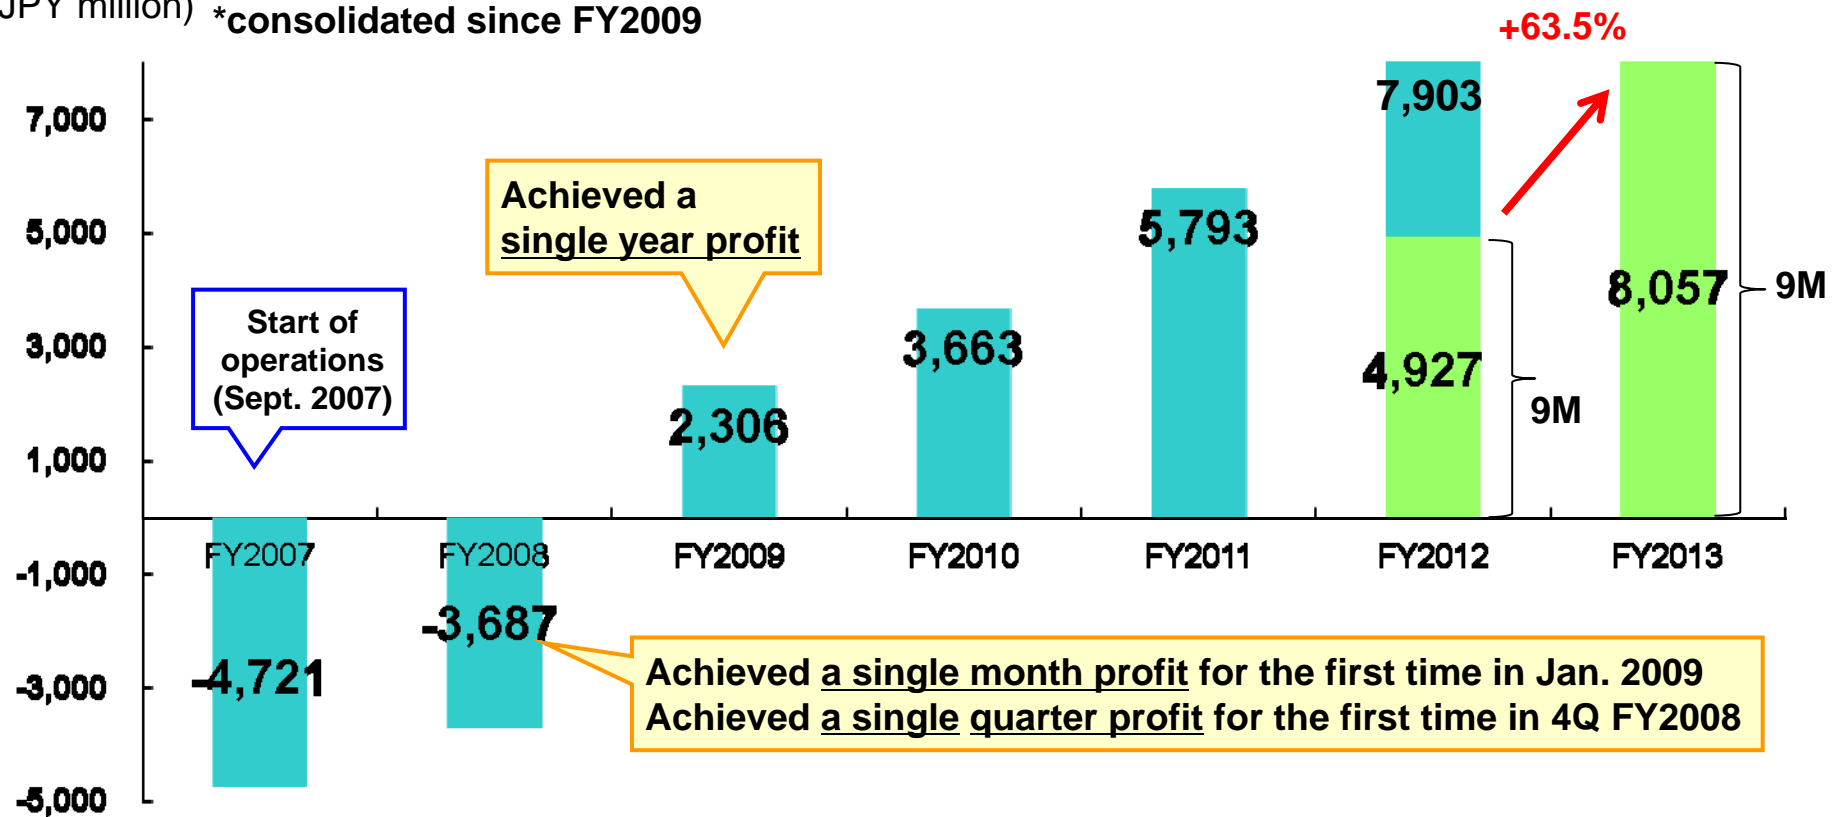 JPY million)
*consolidated since FY2009
+63.5%
7,000
5,000
3,000
1,000
-1,000
-3,000
-5,000
Start of
operations
(Sept. 2007)
Achieved a
single year profit
7,903
5,793
3,663
2,306
4,927
8,057
9M
9M
FY2007
FY2008
FY2009
FY2010
FY2011
FY2012
FY2013
-4,721
-3,687
Achieved a single month profit for the first time in Jan. 2009
Achieved a single quarter profit for the first time in 4Q FY2008